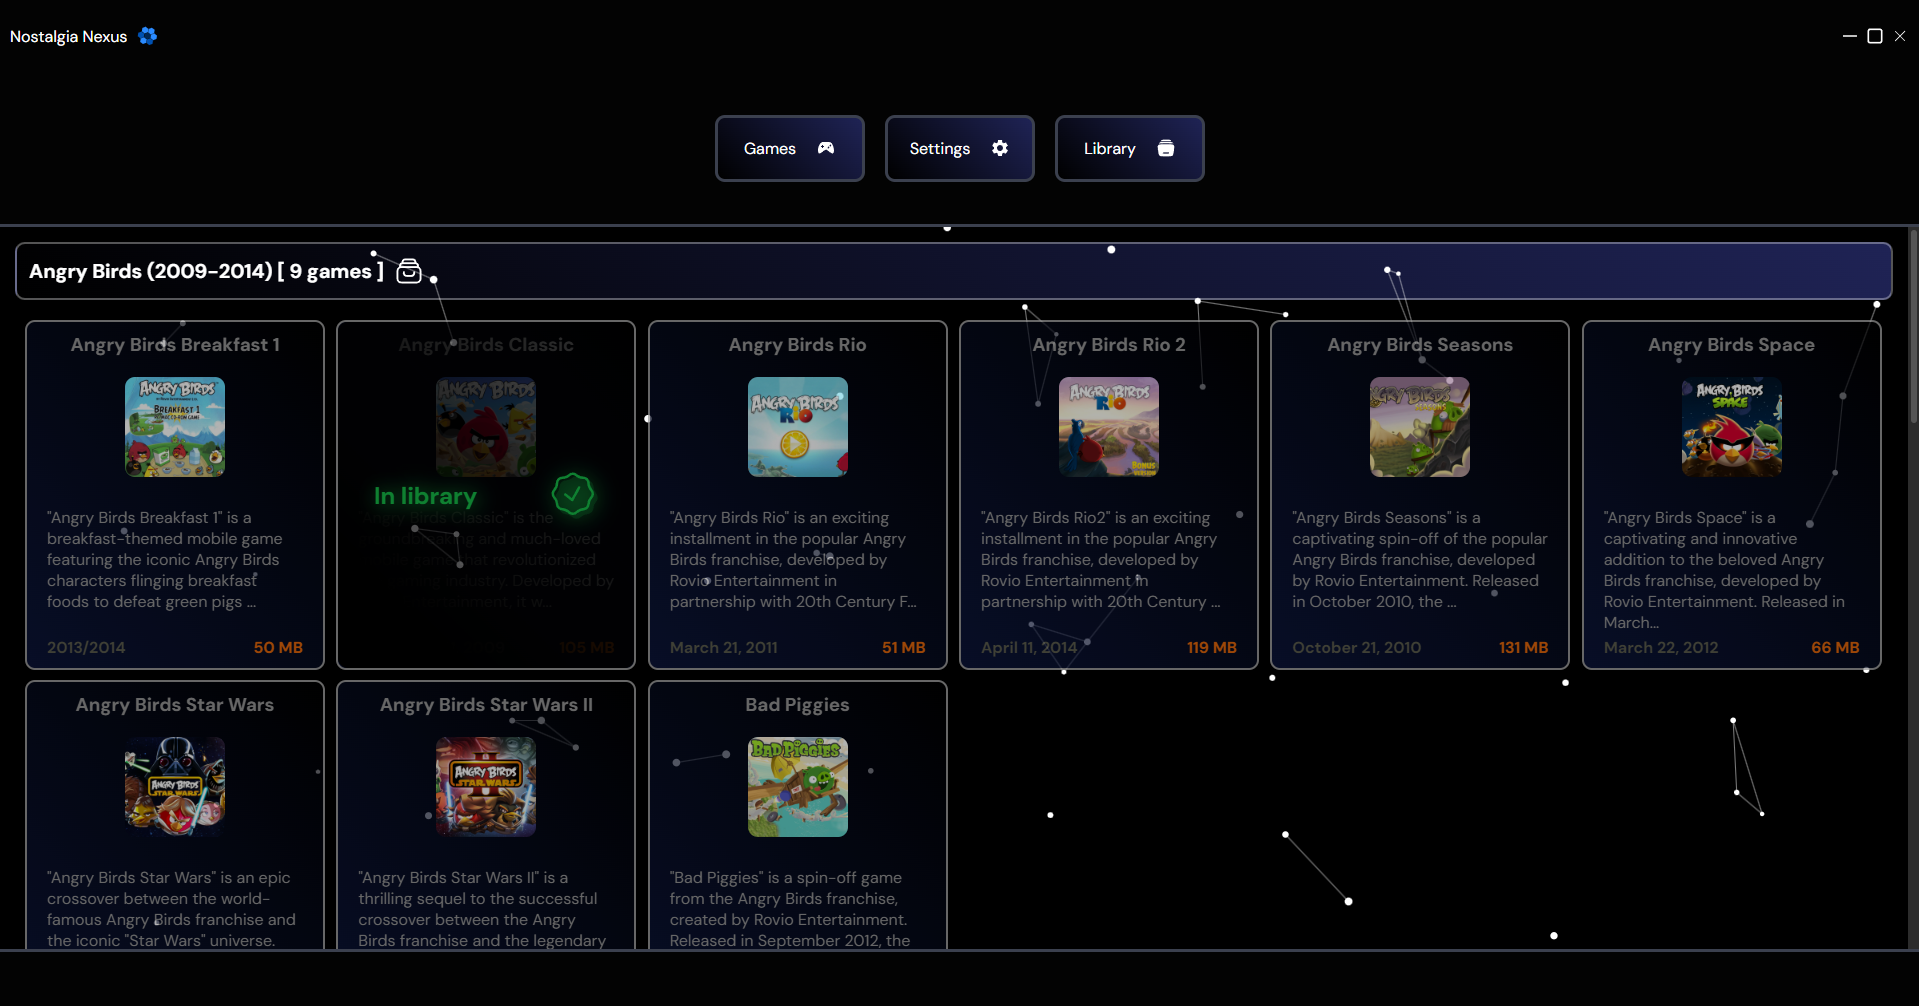 Nostalgia Nexus
Games
Settings
Library
Angry Birds (2009-2014) [ 9 games ]
Angry Birds Breakfast 1
ANGRY BIRDS
BREAKFAST 1
"Angry Birds Breakfast 1" is a
breakfast-themed mobile game
featuring the iconic Angry Birds
characters flinging breakfast
foods to defeat green pigs ...
2013/2014
50 MB
Angry Birds Classic
ANGRY BIRDS
In library
"Angry Birds Classic" is the
and much-loved
game that revolutionized
industry. Developed by
it w...
105 MB
Angry Birds Rio
ANGRY BIRDS
RIO
"Angry Birds Rio" is an exciting
installment in the popular Angry
Birds franchise, developed by
Rovio Entertainment in
partnership with 20th Century F...
March 21, 2011
51 MB
Angry Birds Rio 2
ANGRY BIRDS
RIO
BONUS
VERSION
"Angry Birds Rio2" is an exciting
installment in the popular Angry
Birds franchise, developed by
Rovio Entertainment in
partnership with 20th Century ...
April 11, 2014
119 MB
Angry Birds Seasons
NGRY BIRDS
SEASONS
"Angry Birds Seasons" is a
captivating spin-off of the popular
Angry Birds franchise, developed
by Rovio Entertainment. Released
in October 2010, the ...
October 21, 2010
131 MB
Angry Birds Space
ANGRY BIRDS
SPACE
"Angry Birds Space" is a
captivating and innovative
addition to the beloved Angry
Birds franchise, developed by
Rovio Entertainment. Released in
March...
March 22, 2012
66 MB
Angry Birds Star Wars
ANGRY BIRDS
STAR WARS
"Angry Birds Star Wars" is an epic
crossover between the world-
famous Angry Birds franchise and
the iconic "Star Wars" universe.
Angry Birds Star Wars II
II
ANGRY BIRDS
STAR WARS
"Angry Birds Star Wars II" is a
thrilling sequel to the successful
crossover between the Angry
Birds franchise and the legendary
Bad Piggies
BAD PIGGIES
"Bad Piggies" is a spin-off game
from the Angry Birds franchise,
created by Rovio Entertainment.
Released in September 2012, the